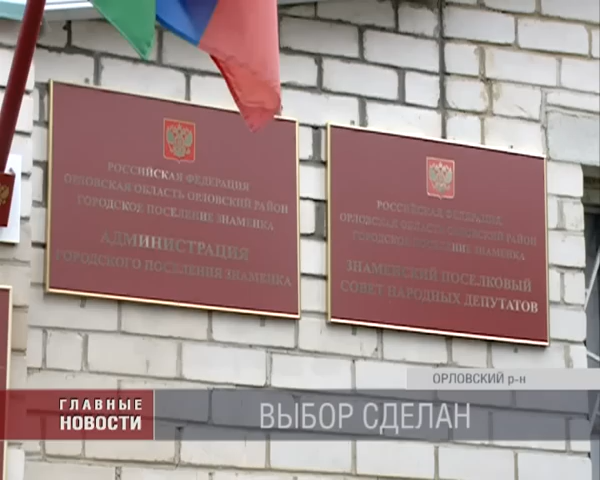 РОССИЙСКАЯ ФЕДЕРАЦИЯ
ОРЛОВСКАЯ ОБЛАСТЬ ОРЛОВСКИЙ РАЙОН
ГОРОДСКОЕ ПОСЕЛЕНИЕ ЗНАМЕНКА
АДМИНИСТРАЦИЯ
ГОРОДСКОГО ПОСЕЛЕНИЯ ЗНАМЕНКА
РОССИЙСКАЯ ФЕДЕРАЦИЯ
ОРЛОВСКАЯ ОБЛАСТЬ ОРЛОВСКИЙ РАЙОН
ГОРОДСКОЕ ПОСЕЛЕНИЕ ЗНАМЕНКА
ЗНАМЕНСКИЙ ПОСЕЛКОВЫЙ
СОВЕТ НАРОДНЫХ ДЕПУТАТОВ
ОРЛОВСКИЙ р-н
ГЛАВНЫЕ
НОВОСТИ
ВЫБОР СДЕЛАН